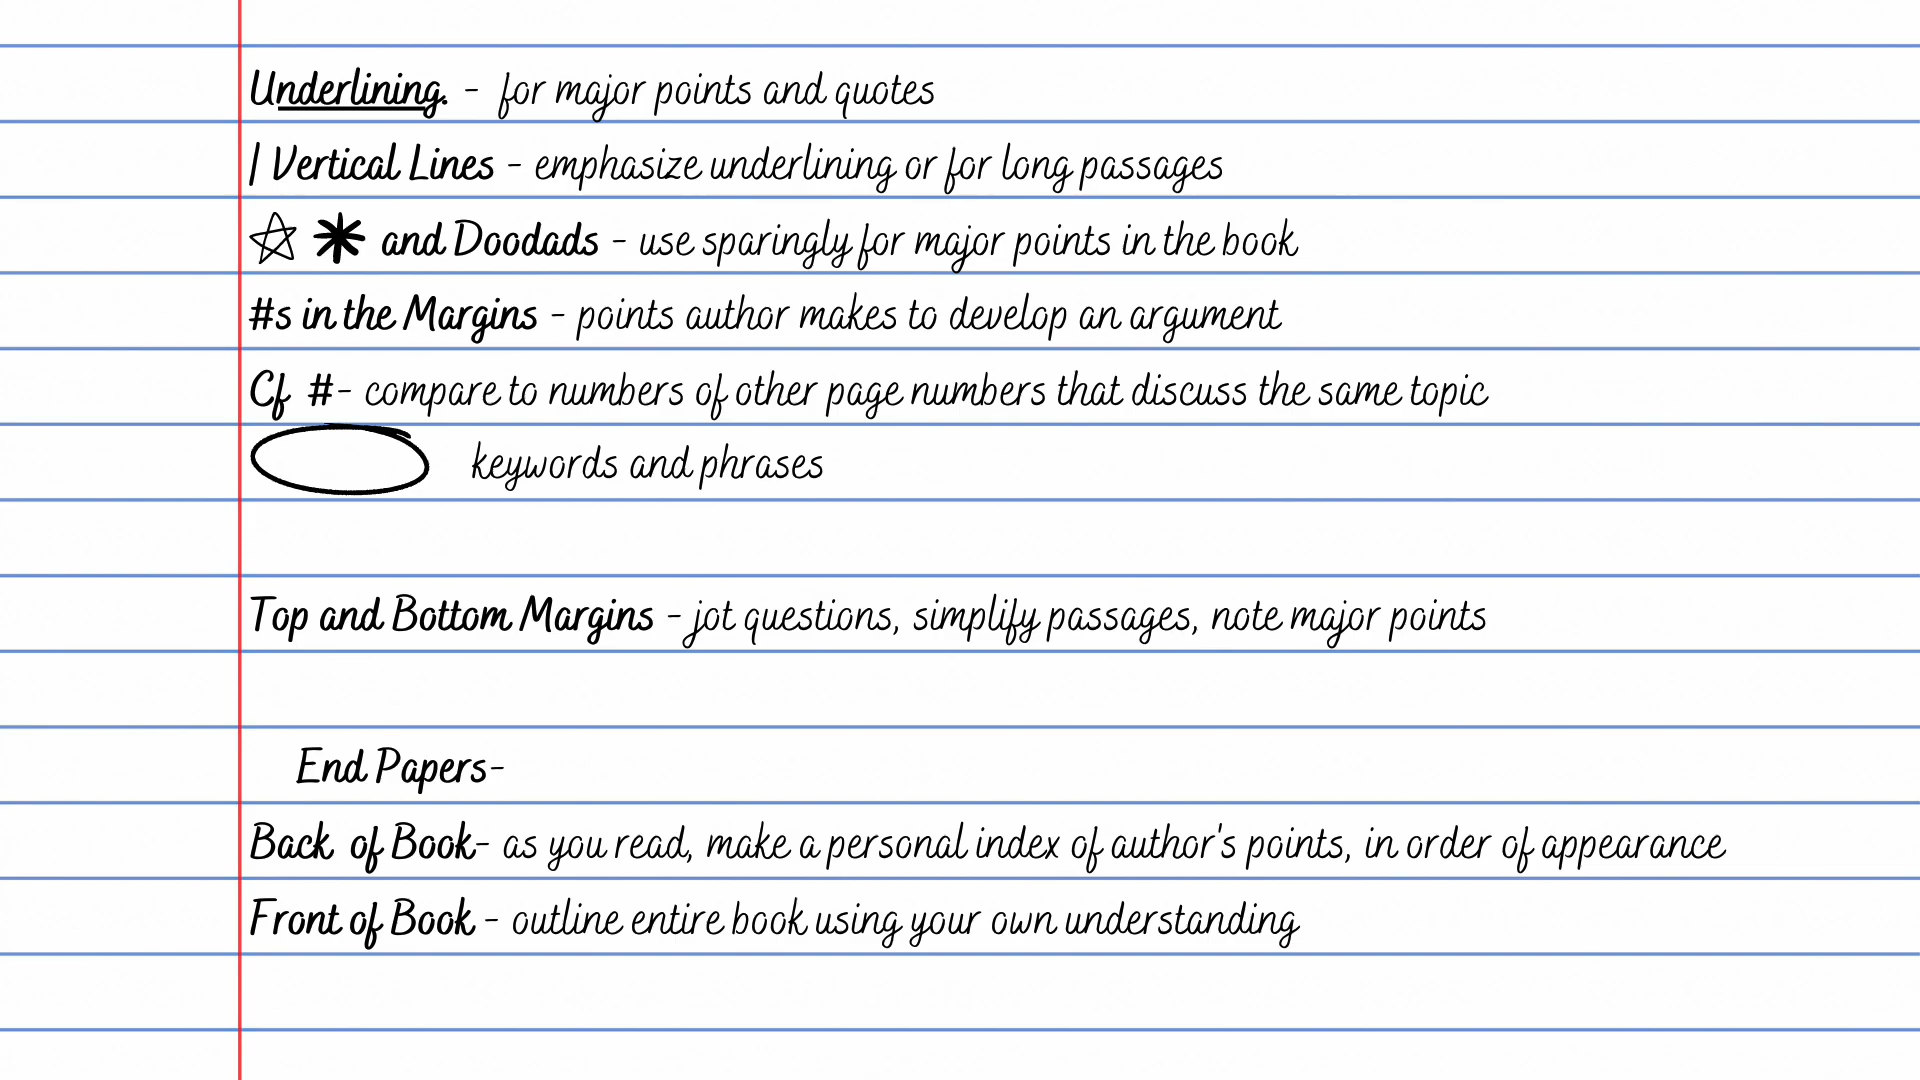 Underlining. - for major points and quotes
| Vertical Lines - emphasize underlining or for long passages
and Doodads - use sparingly for major points in the book
#s in the Margins - points author makes to develop an argument
Cf #- compare to numbers of other page numbers that discuss the same topic
keywords and phrases
Top and Bottom Margins - jot questions, simplify passages, note major points
End Papers-
Back of Book- as you read, make a personal index of author's points, in order of appearance
Front of Book - outline entire book using your own understanding